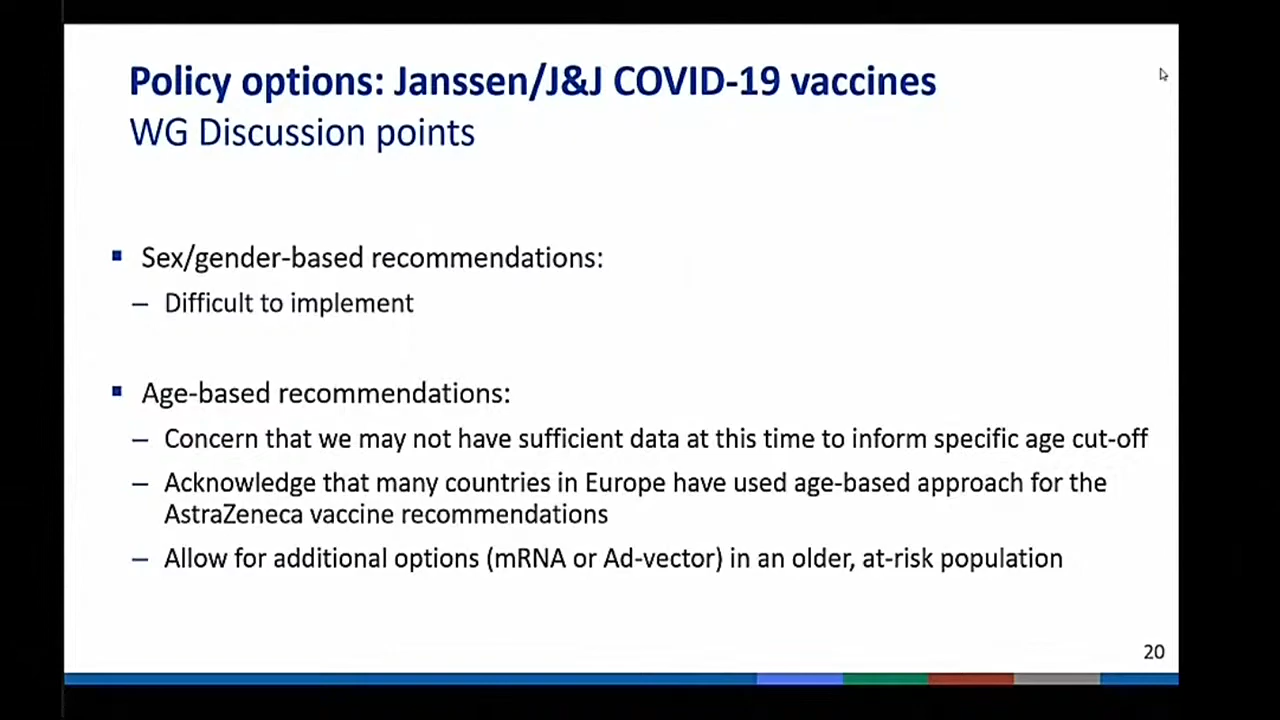 Policy options: Janssen/J&J COVID-19 vaccines
WG Discussion points
▪ Sex/gender-based recommendations:
– Difficult to implement
▪ Age-based recommendations:
– Concern that we may not have sufficient data at this time to inform specific age cut-off
– Acknowledge that many countries in Europe have used age-based approach for the
AstraZeneca vaccine recommendations
– Allow for additional options (mRNA or Ad-vector) in an older, at-risk population
20